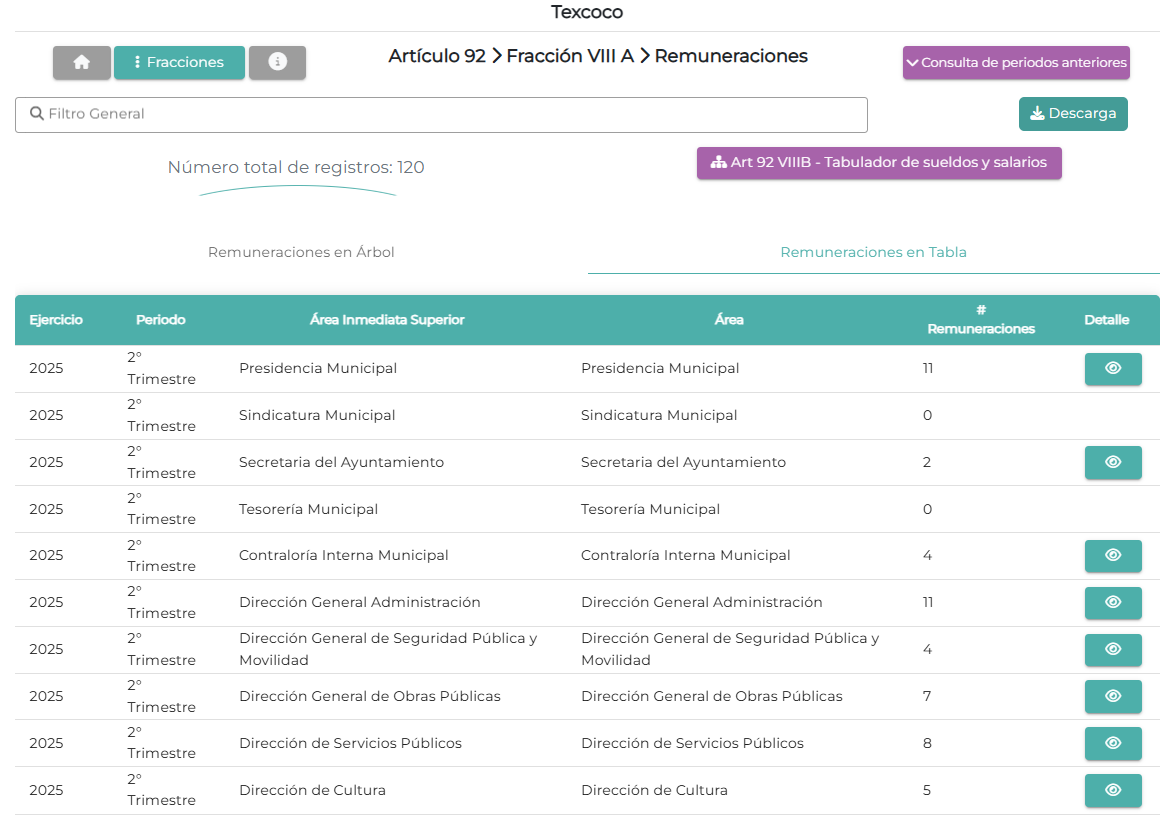 Texcoco
Fracciones
Artículo 92 > Fracción VIII A > Remuneraciones
Consulta de periodos anteriores
Filtro General
Descarga
Número total de registros: 120
Art 92 VIIIB - Tabulador de sueldos y salarios
Remuneraciones en Árbol
Remuneraciones en Tabla
Ejercicio Periodo Área Inmediata Superior Área # Remuneraciones Detalle
2025 2° Trimestre Presidencia Municipal Presidencia Municipal 11
2025 2° Trimestre Sindicatura Municipal Sindicatura Municipal 0
2025 2° Trimestre Secretaria del Ayuntamiento Secretaria del Ayuntamiento 2
2025 2° Trimestre Tesorería Municipal Tesorería Municipal 0
2025 2° Trimestre Contraloría Interna Municipal Contraloría Interna Municipal 4
2025 2° Trimestre Dirección General Administración Dirección General Administración 11
2025 2° Trimestre Dirección General de Seguridad Pública y Movilidad Dirección General de Seguridad Pública y Movilidad 4
2025 2° Trimestre Dirección General de Obras Públicas Dirección General de Obras Públicas 7
2025 2° Trimestre Dirección de Servicios Públicos Dirección de Servicios Públicos 8
2025 2° Trimestre Dirección de Cultura Dirección de Cultura 5